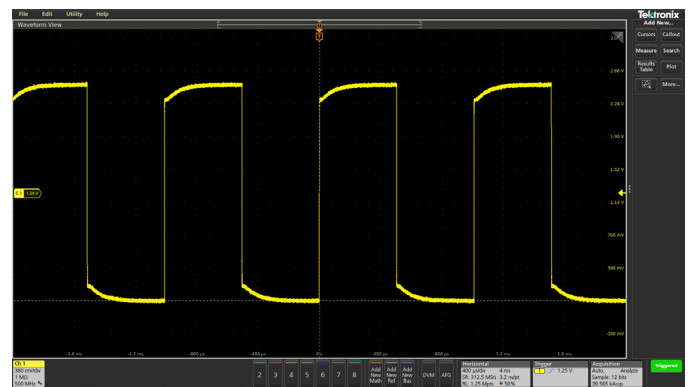 File Edit Utility Help
Tektronix
Waveform View
Add New...
Cursors Callout
Measure Search
Results Table Plot
More...
2.66 V
2.28 V
1.90 V
1.52 V
C 1 1.24 V
1.14 V
760 mV
380 mV
-380 mV
-1.6 ms -1.2 ms -800 µs -400 µs 0 s 400 µs 800 µs 1.2 ms 1.6 ms
Ch 1
380 mV/div
1 MΩ
500 MHz
2 3 4 5 6 7 8
Add New Math
Add New Ref
Add New Bus
DVM AFG
Horizontal
400 µs/div 4 ms
SR: 312.5 MS/s 3.2 ns/pt
RL: 1.25 Mpts 50%
Trigger
1 1.25 V
Acquisition
Auto, Analyze
Sample: 12 bits
Triggered